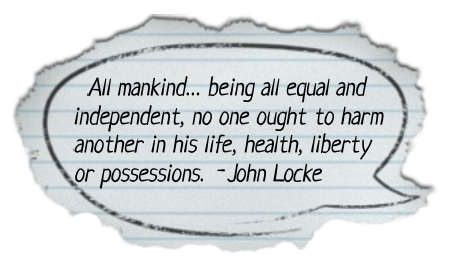 All mankind... being all equal and
independent, no one ought to harm
another in his life, health, liberty
or possessions. -John Locke